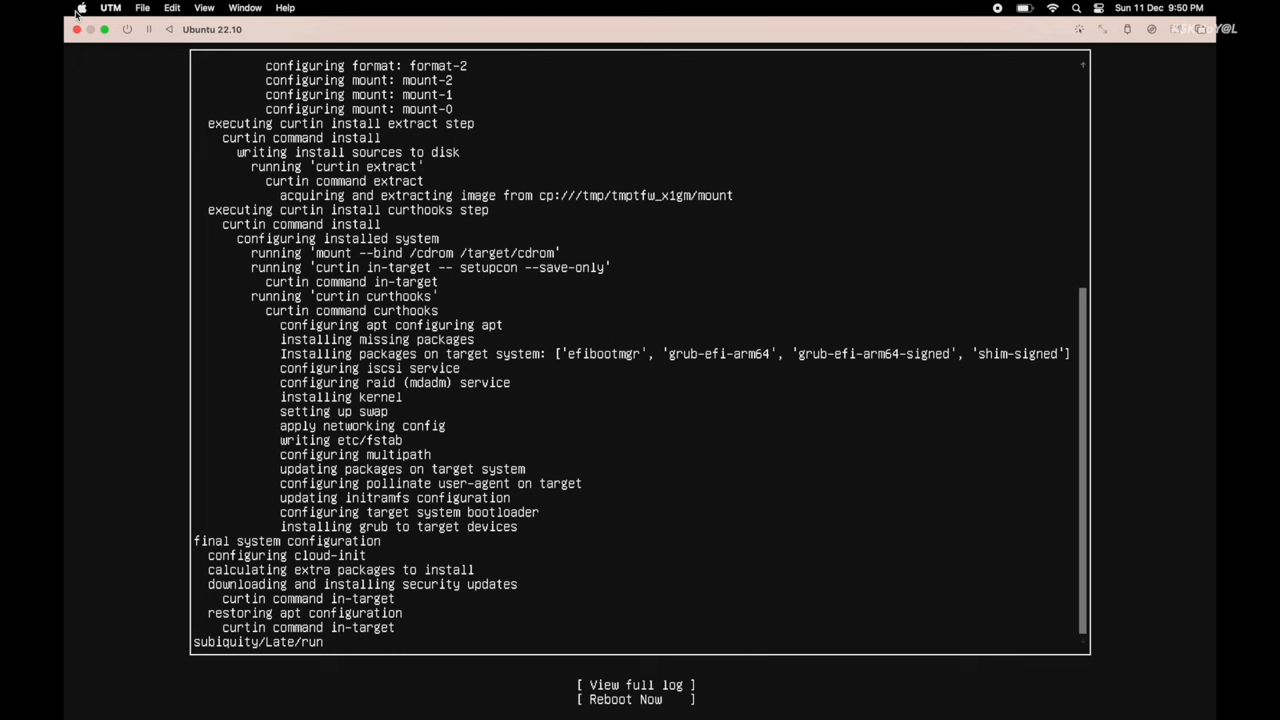 UTM File Edit View Window Help Sun 11 Dec 9:50 PM
Ubuntu 22.10
configuring format: format-2
configuring mount: mount-2
configuring mount: mount-1
configuring mount: mount-0
executing curtin install extract step
curtin command install
writing install sources to disk
running 'curtin extract'
curtin command extract
acquiring and extracting image from cp:///tmp/tmptfw_x1gm/mount
executing curtin install curthooks step
curtin command install
configuring installed system
running 'mount --bind /cdrom /target/cdrom'
running 'curtin in-target -- setupcon --save-only'
curtin command in-target
running 'curtin curthooks'
curtin command curthooks
configuring apt configuring apt
installing missing packages
Installing packages on target system: ['efibootmgr', 'grub-efi-arm64', 'grub-efi-arm64-signed', 'shim-signed']
configuring iscsi service
configuring raid (mdadm) service
installing kernel
setting up swap
apply networking config
writing etc/fstab
configuring multipath
updating packages on target system
configuring pollinate user-agent on target
updating initramfs configuration
configuring target system bootloader
installing grub to target devices
final system configuration
configuring cloud-init
calculating extra packages to install
downloading and installing security updates
curtin command in-target
restoring apt configuration
curtin command in-target
subiquity/Late/run
[ View full log ]
[ Reboot Now ]